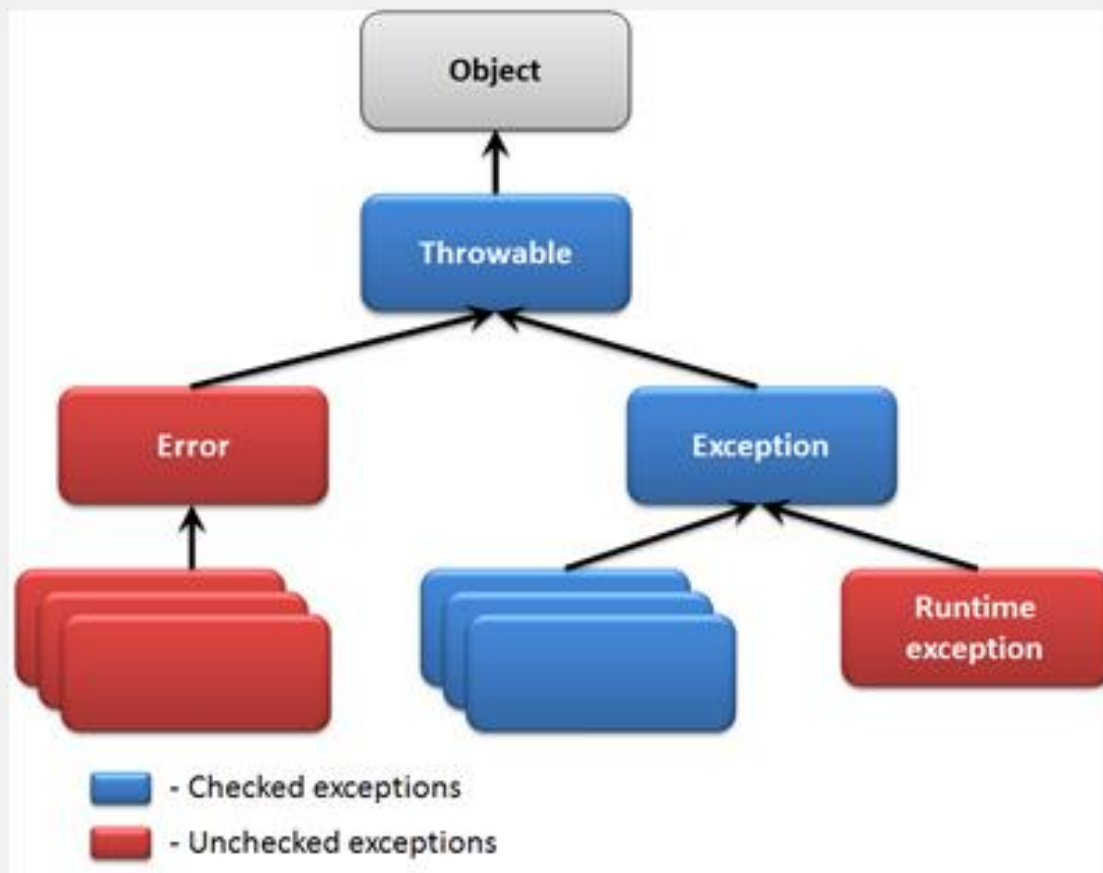 Object
Throwable
Error
Exception
Runtime
exception
- Checked exceptions
- Unchecked exceptions